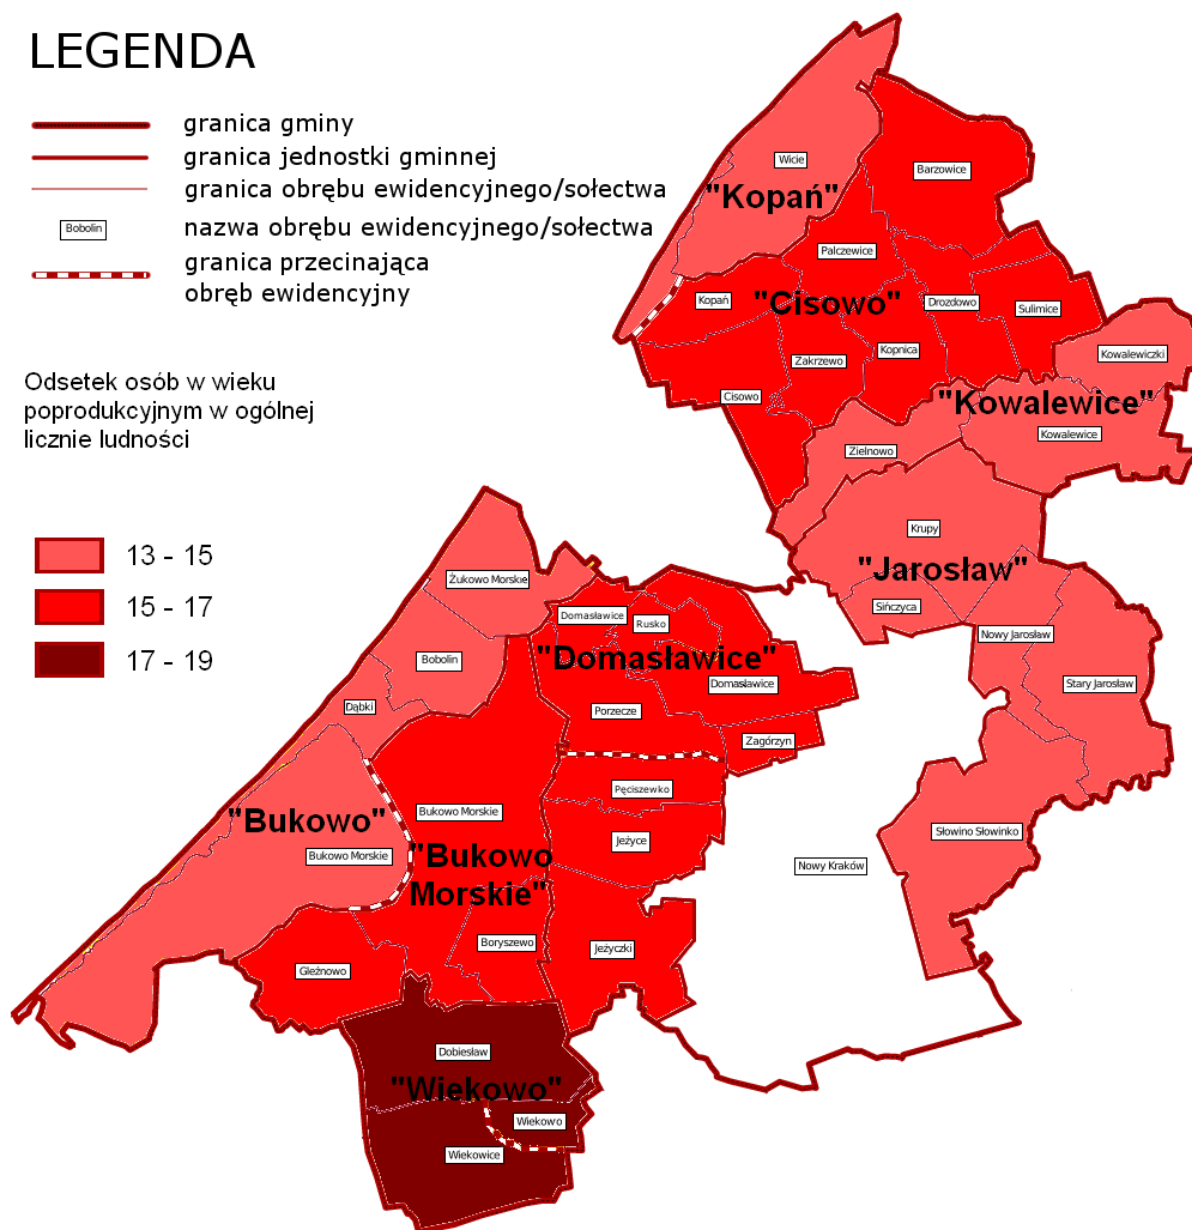 LEGENDA
granica gminy
granica jednostki gminnej
granica obrębu ewidencyjnego/sołectwa
Bobolin
nazwa obrębu ewidencyjnego/sołectwa
granica przecinająca
obręb ewidencyjny
Odsetek osób w wieku
poprodukcyjnym w ogólnej
licznie ludności
13 - 15
15 - 17
17 - 19
Wicie
Barzowice
"Kopań"
Palczewice
Kopań
"Cisowo"
Drozdowo
Sulimice
Kopnica
Zakrzewo
Kowalewiczki
Cisowo
"Kowalewice"
Kowalewice
Zielnowo
Krupy
"Jarosław"
Sińczyca
Nowy Jarosław
Stary Jarosław
Słowino Słowinko
Nowy Kraków
Żukowo Morskie
Domasławice
Rusko
Bobolin
"Domasławice"
Domasławice
Dąbki
Porzecze
Zagórzyn
Pęciszewko
Bukowo Morskie
"Bukowo"
Jeżyce
Bukowo Morskie
"Bukowo
Morskie"
Boryszewo
Jeżyczki
Gleźnowo
Dobiesław
"Wiekowo"
Wiekowo
Wiekowice